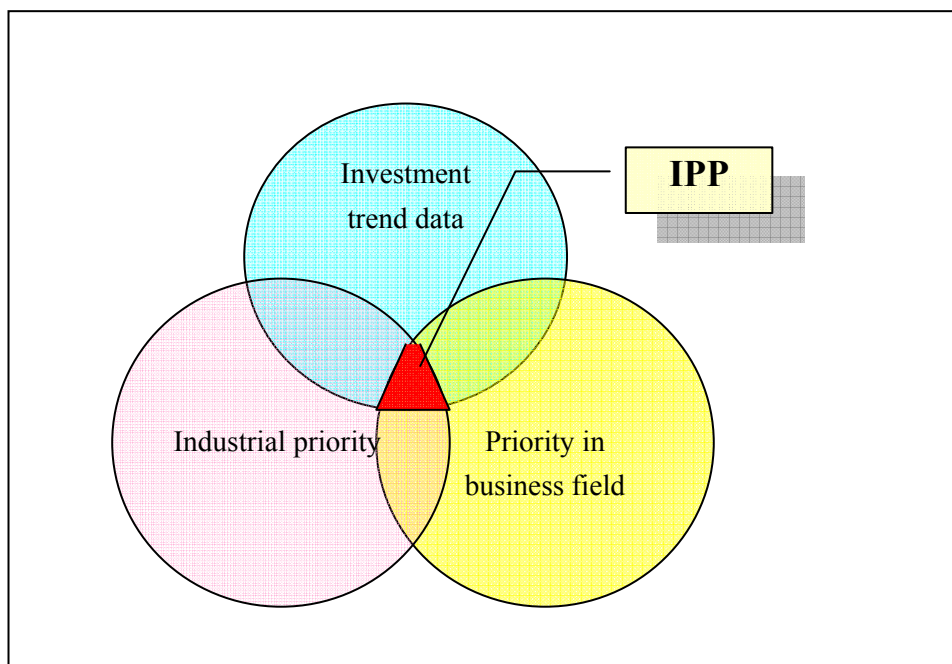 Investment
trend data
IPP
Industrial priority
Priority in
business field